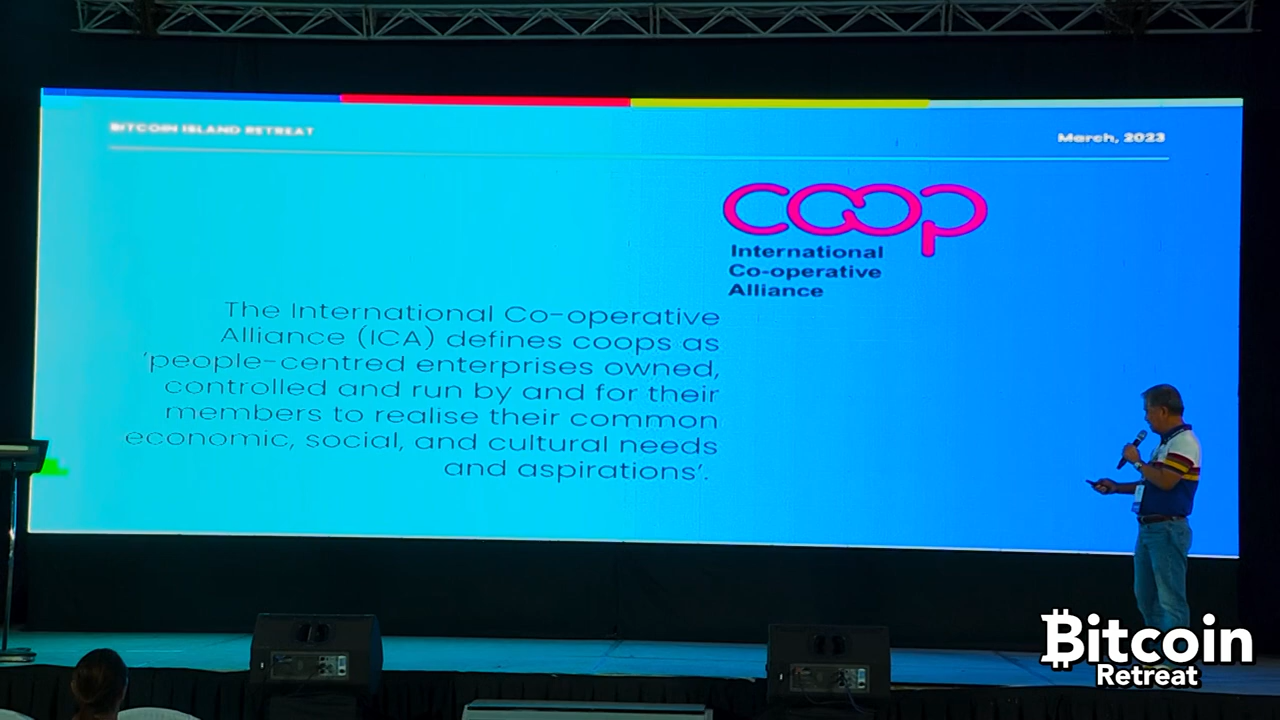 BITCOIN ISLAND RETREAT
March, 2023
coop
International
Co-operative
Alliance
The International Co-operative
Alliance (ICA) defines coops as
'people-centred enterprises owned,
controlled and run by and for their
members to realise their common
economic, social, and cultural needs
and aspirations'.
Bitcoin
Retreat